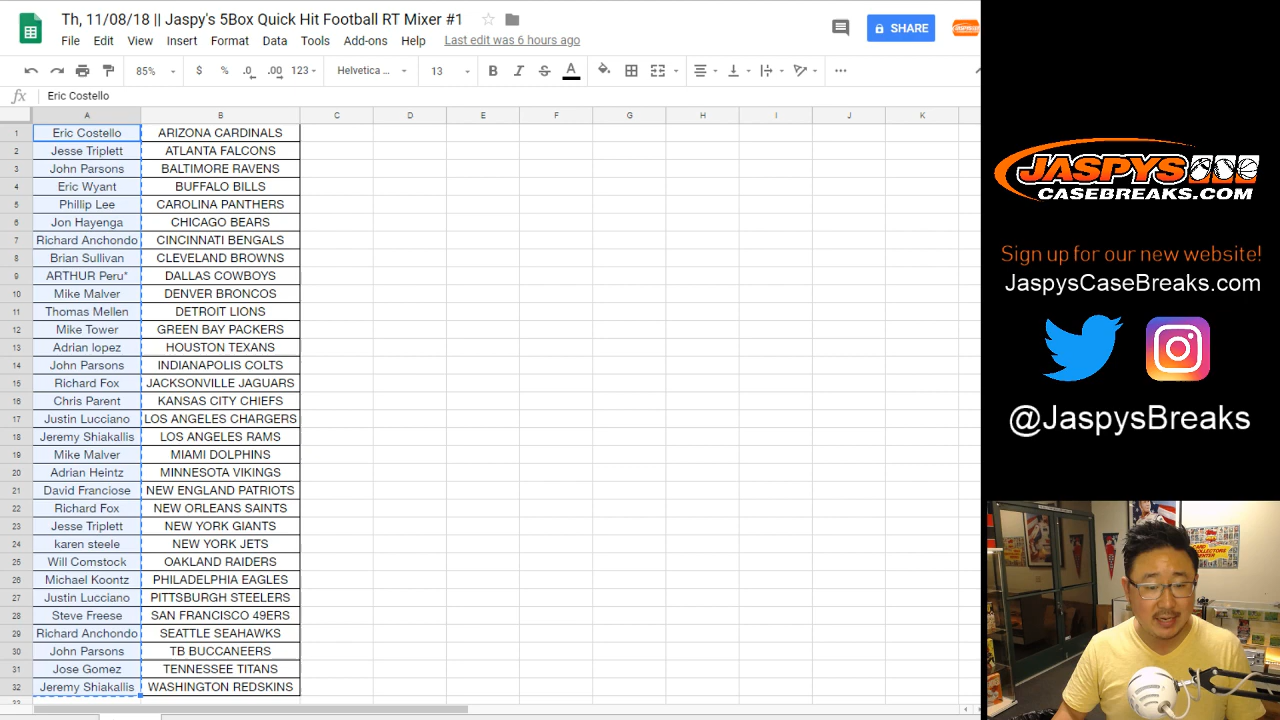 Th, 11/08/18 || Jaspy's 5Box Quick Hit Football RT Mixer #1
File Edit View Insert Format Data Tools Add-ons Help Last edit was 6 hours ago
SHARE
JASPYS
85% $ % .0 .00 123 Helvetica ... 13 B I S A
fx Eric Costello
A B C D E F G H I J K
1 Eric Costello ARIZONA CARDINALS
2 Jesse Triplett ATLANTA FALCONS
3 John Parsons BALTIMORE RAVENS
4 Eric Wyant BUFFALO BILLS
5 Phillip Lee CAROLINA PANTHERS
6 Jon Hayenga CHICAGO BEARS
7 Richard Anchondo CINCINNATI BENGALS
8 Brian Sullivan CLEVELAND BROWNS
9 ARTHUR Peru" DALLAS COWBOYS
10 Mike Malver DENVER BRONCOS
11 Thomas Mellen DETROIT LIONS
12 Mike Tower GREEN BAY PACKERS
13 Adrian lopez HOUSTON TEXANS
14 John Parsons INDIANAPOLIS COLTS
15 Richard Fox JACKSONVILLE JAGUARS
16 Chris Parent KANSAS CITY CHIEFS
17 Justin Lucciano LOS ANGELES CHARGERS
18 Jeremy Shiakallis LOS ANGELES RAMS
19 Mike Malver MIAMI DOLPHINS
20 Adrian Heintz MINNESOTA VIKINGS
21 David Franciose NEW ENGLAND PATRIOTS
22 Richard Fox NEW ORLEANS SAINTS
23 Jesse Triplett NEW YORK GIANTS
24 karen steele NEW YORK JETS
25 Will Comstock OAKLAND RAIDERS
26 Michael Koontz PHILADELPHIA EAGLES
27 Justin Lucciano PITTSBURGH STEELERS
28 Steve Freese SAN FRANCISCO 49ERS
29 Richard Anchondo SEATTLE SEAHAWKS
30 John Parsons TB BUCCANEERS
31 Jose Gomez TENNESSEE TITANS
32 Jeremy Shiakallis WASHINGTON REDSKINS
JASPYS
CASEBREAKS.COM
Sign up for our new website!
JaspysCaseBreaks.com
@JaspysBreaks